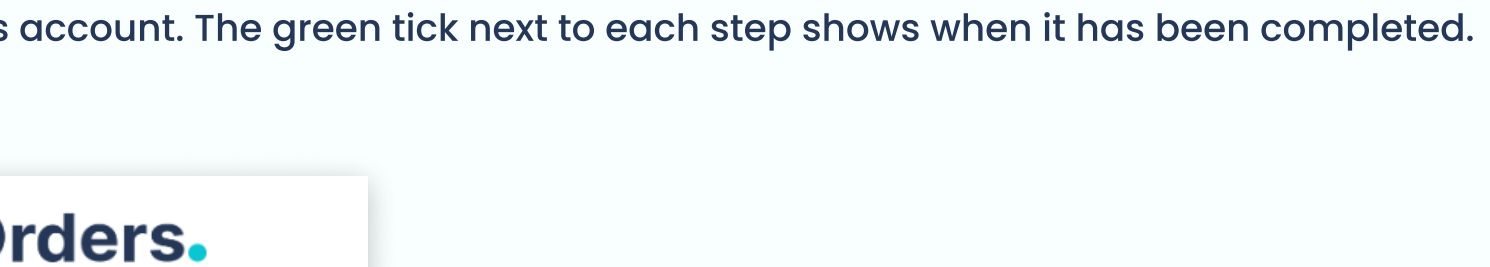 s account. The green tick next to each step shows when it has been completed.
rders.